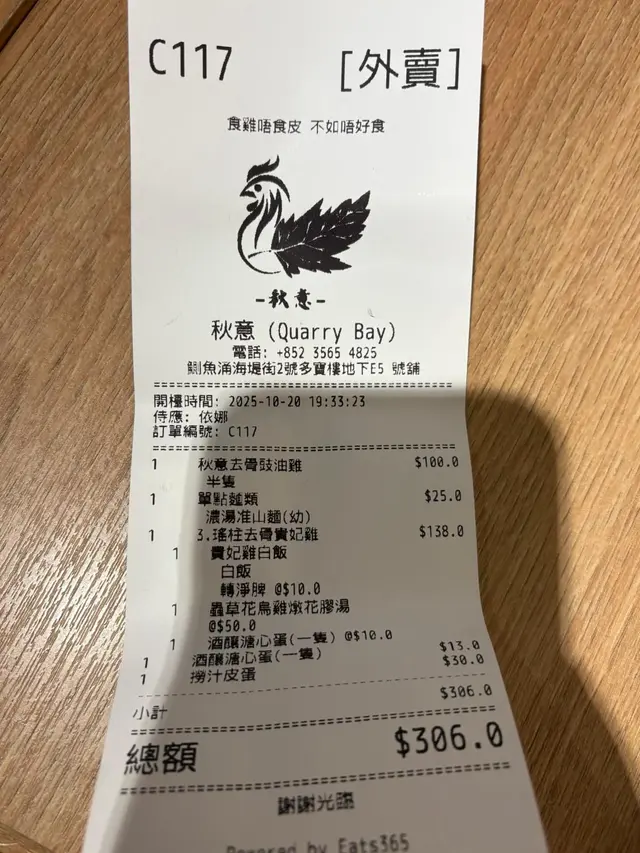 C117 [外賣]
食雞唔食皮 不如唔好食
-秋意-
秋意 (Quarry Bay)
電話: +852 3565 4825
鰂魚涌海堤街2號多寶樓地下E5 號舖
開檯時間: 2025-10-20 19:33:23
侍應: 依娜
訂單編號: C117
1 秋意去骨豉油雞 $100.0
半隻
1 單點麵類 $25.0
濃湯准山麵(幼)
1 3.瑤柱去骨貴妃雞 $138.0
1 貴妃雞白飯
白飯
轉淨脾 @$10.0
1 蟲草花烏雞燉花膠湯
@$50.0
1 酒釀溏心蛋(一隻) @$10.0
1 酒釀溏心蛋(一隻) $13.0
1 撈汁皮蛋 $30.0
小計 $306.0
總額 $306.0
謝謝光臨
Powered by Eats365